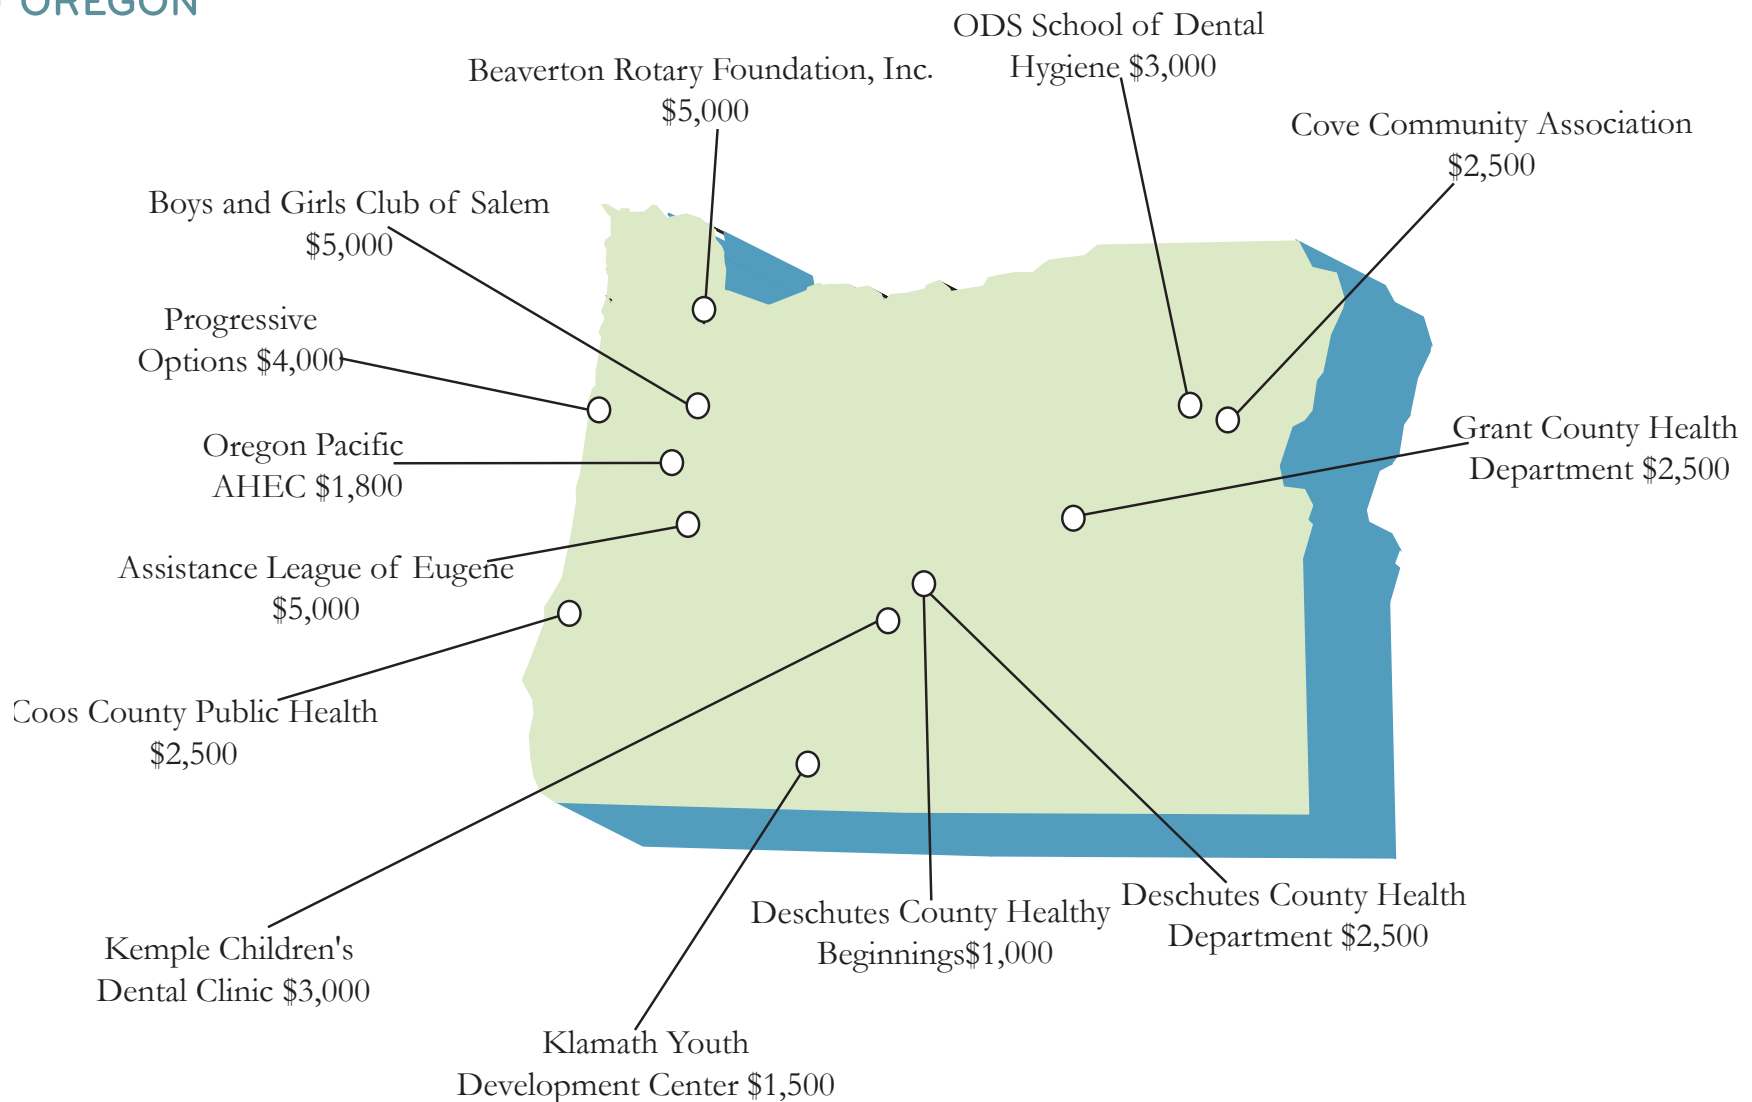 OREGON
ODS School of Dental
Hygiene $3,000
Beaverton Rotary Foundation, Inc.
$5,000
Cove Community Association
$2,500
Boys and Girls Club of Salem
$5,000
Progressive
Options $4,000
Oregon Pacific
AHEC $1,800
Grant County Health
Department $2,500
Assistance League of Eugene
$5,000
Coos County Public Health
$2,500
Deschutes County Health
Department $2,500
Deschutes County Healthy
Beginnings$1,000
Kemple Children's
Dental Clinic $3,000
Klamath Youth
Development Center $1,500